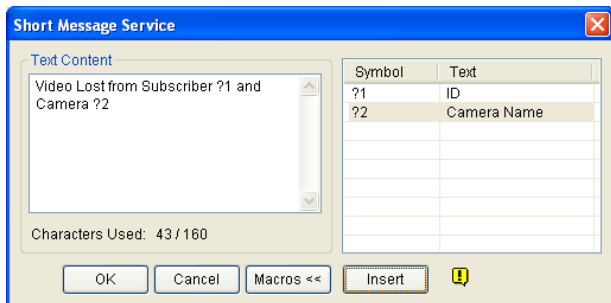 Short Message Service
Text Content
Video Lost from Subscriber ?1 and
Camera ?2
Characters Used: 43 / 160
Symbol Text
?1 ID
?2 Camera Name
OK Cancel Macros << Insert